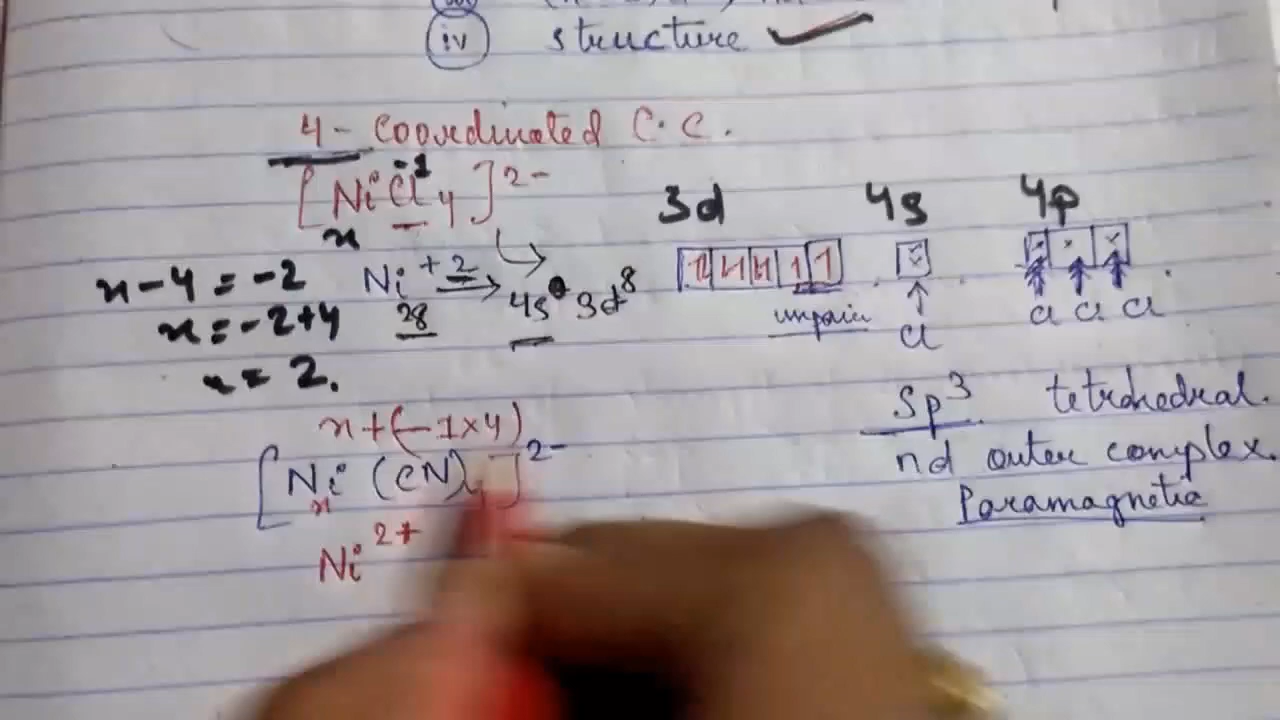 iv structure ✓
4- coordinated C.C.
-1
[NiCl4]2-
x
3d 4s 4p
x-4 = -2 Ni+2 → 4s0 3d8
28
x = -2+4
x = 2.
unpair Cl Cl Cl Cl
sp3 tetrahedral.
nd outer complex.
Paramagnetic
x+(-1×4)
[Ni (CN)4]2-
x
Ni2+